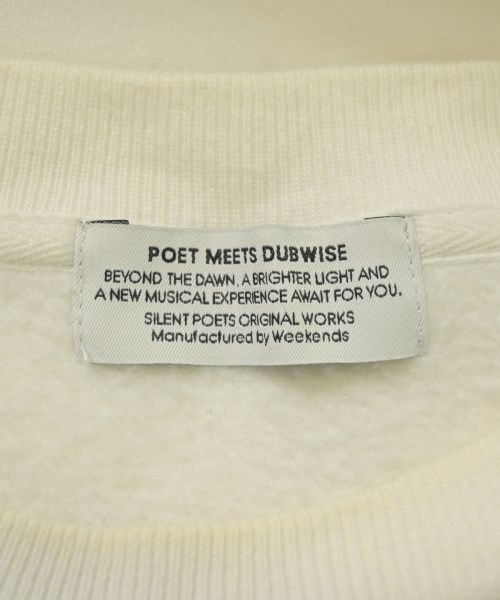 POET MEETS DUBWISE
BEYOND THE DAWN, A BRIGHTER LIGHT AND
A NEW MUSICAL EXPERIENCE AWAIT FOR YOU.
SILENT POETS ORIGINAL WORKS
Manufactured by Weekends